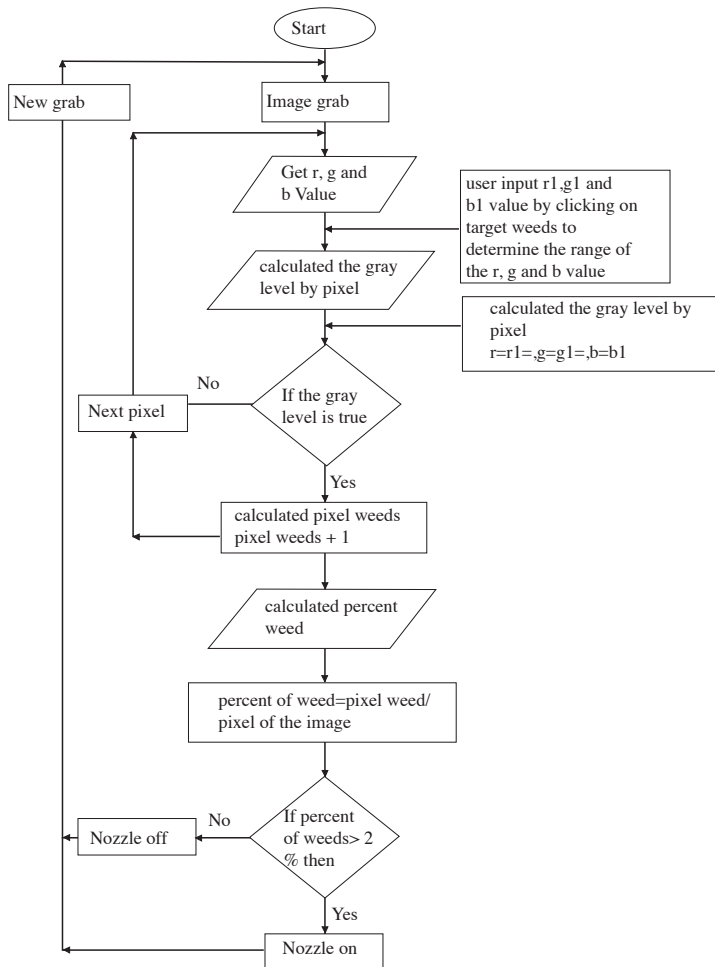 Start
New grab
Image grab
Get r, g and
b Value
user input r1,g1 and
b1 value by clicking on
target weeds to
determine the range of
the r, g and b value
calculated the gray
level by pixel
calculated the gray level by
pixel
r=r1=,g=g1=,b=b1
No
If the gray
level is true
Next pixel
Yes
calculated pixel weeds
pixel weeds + 1
calculated percent
weed
percent of weed=pixel weed/
pixel of the image
No
If percent
of weeds> 2
% then
Nozzle off
Yes
Nozzle on